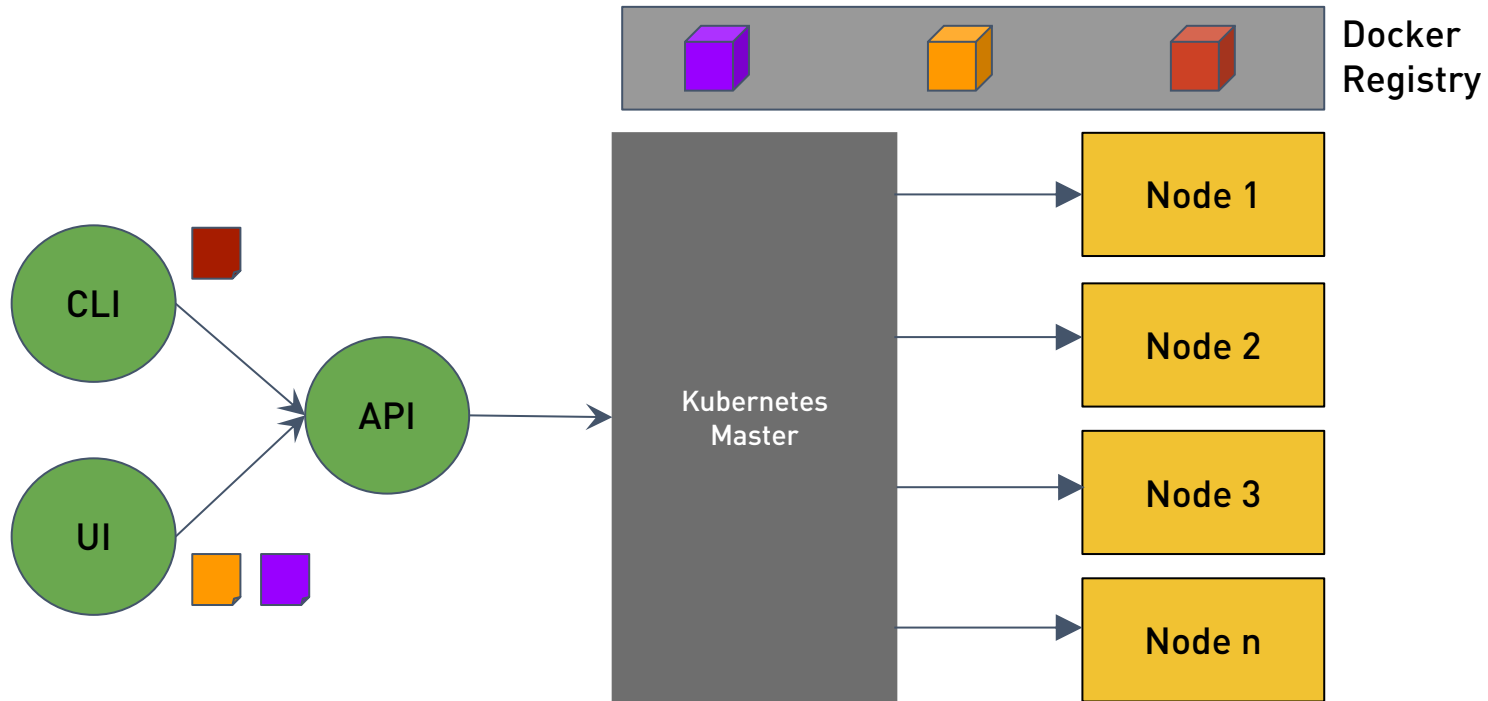 Docker
Registry
CLI
UI
API
Kubernetes
Master
Node 1
Node 2
Node 3
Node n